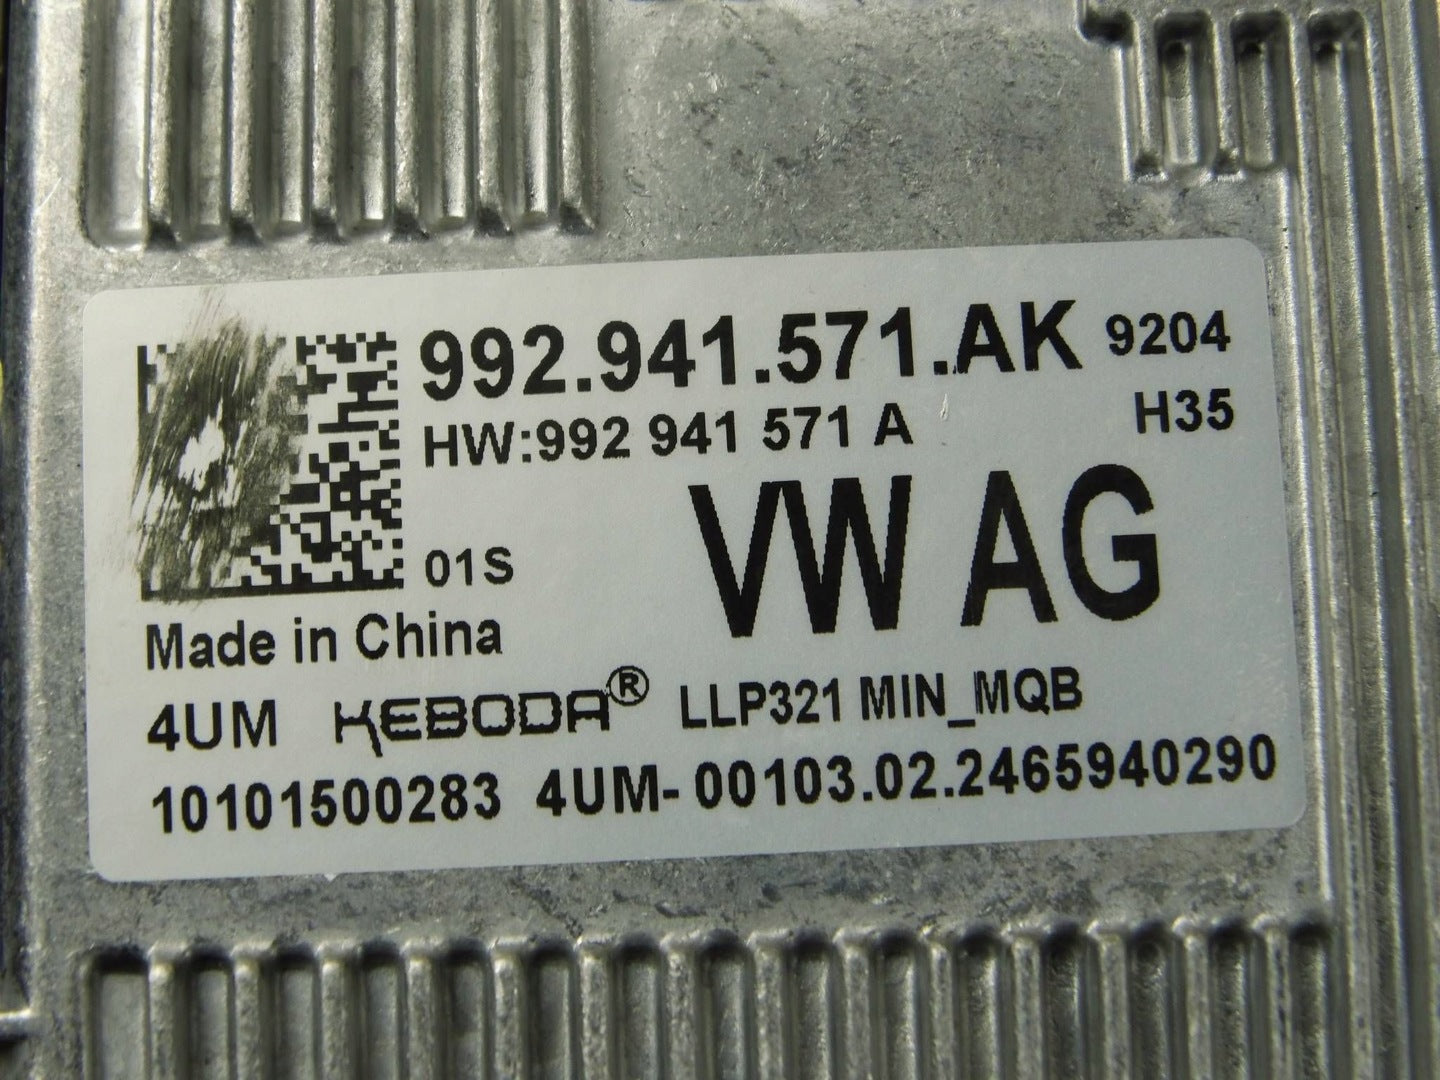 992.941.571.AK 9204
HW:992 941 571 A H35
VW AG
01S
Made in China
4UM KEBODA® LLP321 MIN_MQB
10101500283 4UM-00103.02.2465940290